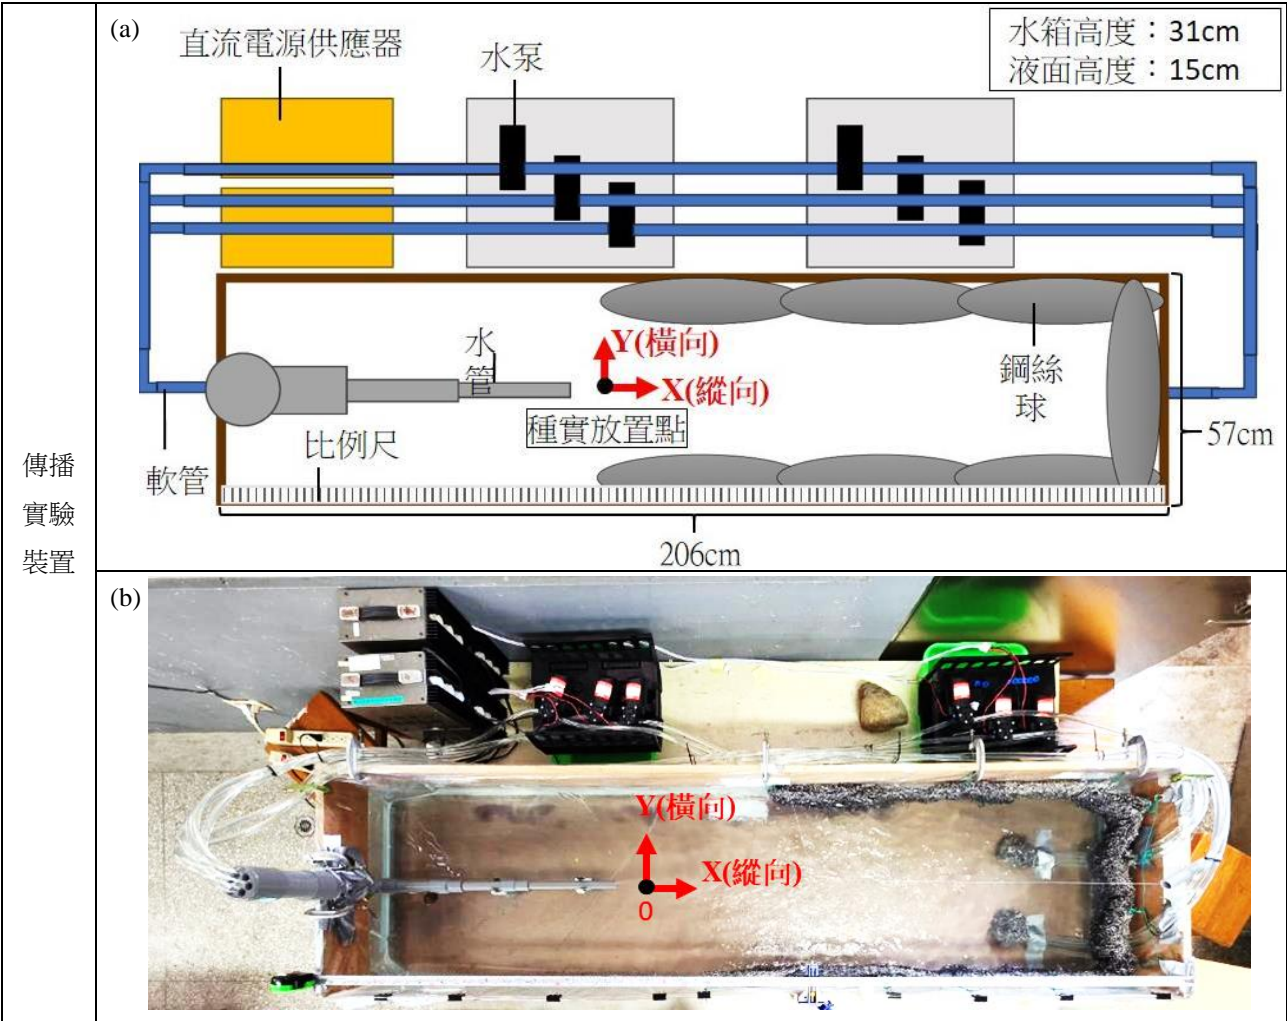 傳播
實驗
裝置
(a)
直流電源供應器
水泵
水箱高度：31cm
液面高度：15cm
水
管
Y(橫向)
X(縱向)
種實放置點
鋼絲
球
比例尺
軟管
57cm
206cm
(b)
Y(橫向)
X(縱向)
0